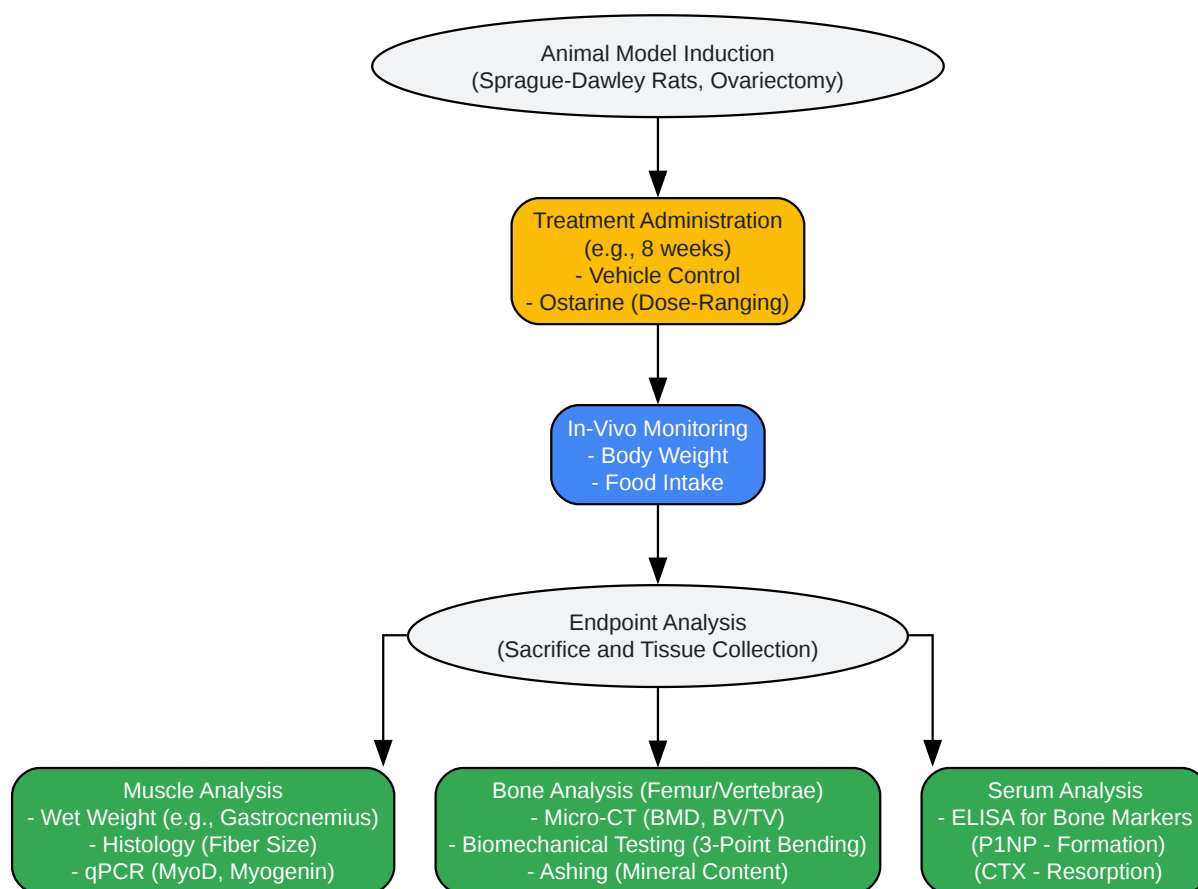 Animal Model Induction
(Sprague-Dawley Rats, Ovariectomy)
Treatment Administration
(e.g., 8 weeks)
- Vehicle Control
- Ostarine (Dose-Ranging)
In-Vivo Monitoring
- Body Weight
- Food Intake
Endpoint Analysis
(Sacrifice and Tissue Collection)
Muscle Analysis
- Wet Weight (e.g., Gastrocnemius)
- Histology (Fiber Size)
- qPCR (MyoD, Myogenin)
Bone Analysis (Femur/Vertebrae)
- Micro-CT (BMD, BV/TV)
- Biomechanical Testing (3-Point Bending)
- Ashing (Mineral Content)
Serum Analysis
- ELISA for Bone Markers
(P1NP - Formation)
(CTX - Resorption)